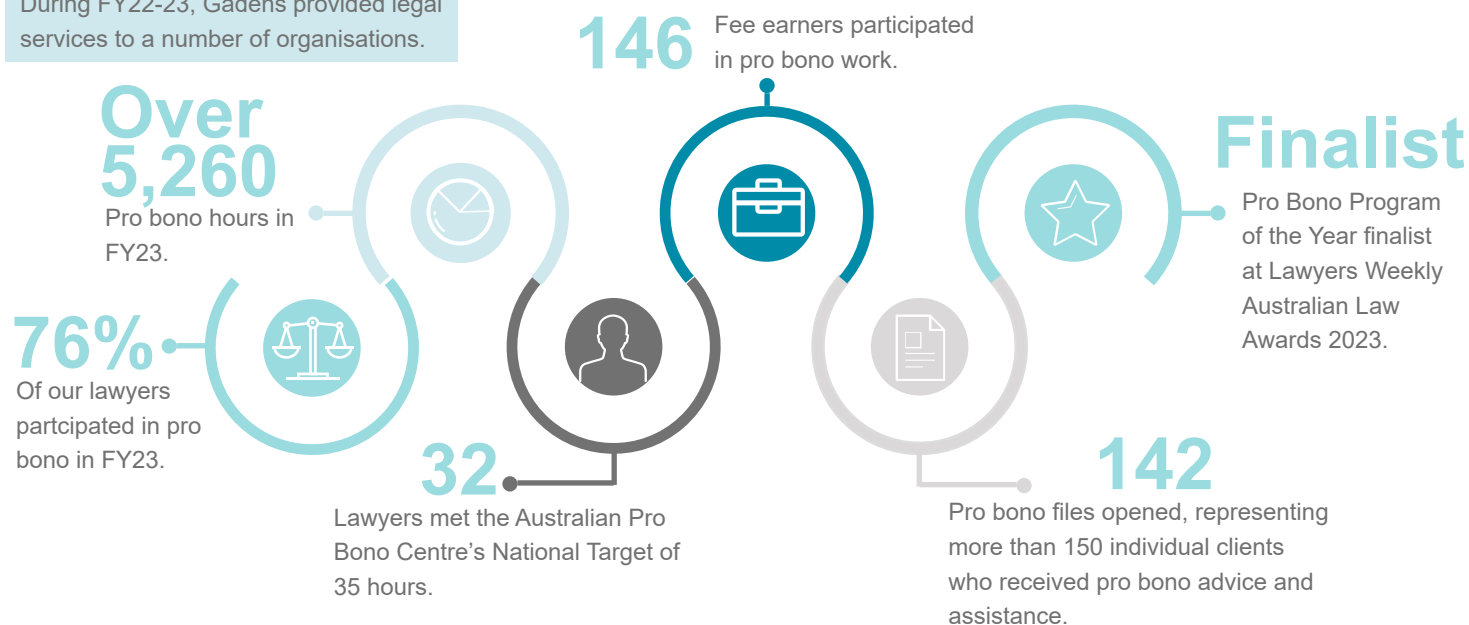 During FY22-23, Gadens provided legal
services to a number of organisations.
146
Fee earners participated
in pro bono work.
Over
5,260
Pro bono hours in
FY23.
Finalist
Pro Bono Program
of the Year finalist
at Lawyers Weekly
Australian Law
Awards 2023.
76%
Of our lawyers
partcipated in pro
bono in FY23.
32
Lawyers met the Australian Pro
Bono Centre’s National Target of
35 hours.
142
Pro bono files opened, representing
more than 150 individual clients
who received pro bono advice and
assistance.